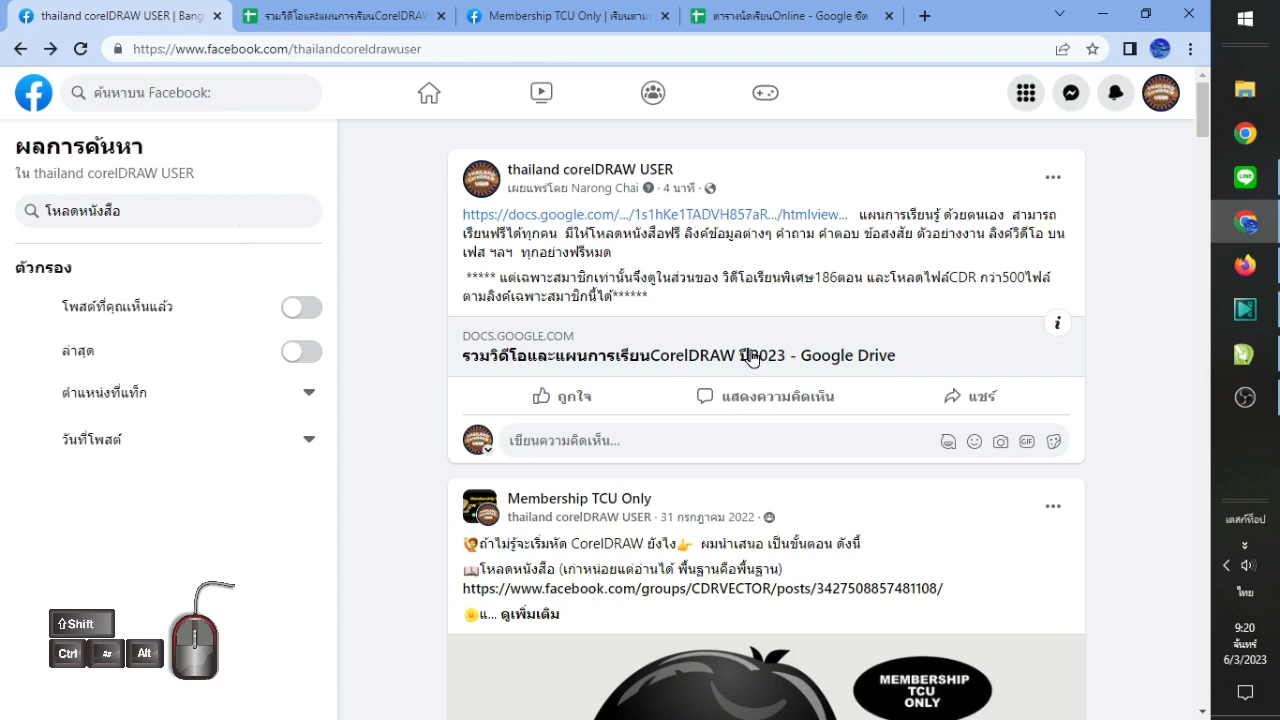 thailand corelDRAW USER | Bang
รวมวิดีโอและแผนการเรียนCorelDRAW
Membership TCU Only | เรียนตาม
ตารางนัดเรียนOnline - Google ชีต
https://www.facebook.com/thailandcoreldrawuser
ค้นหาบน Facebook:
ผลการค้นหา
ใน thailand corelDRAW USER
โหลดหนังสือ
ตัวกรอง
โพสต์ที่คุณเห็นแล้ว
ล่าสุด
ตำแหน่งที่แท็ก
วันที่โพสต์
thailand corelDRAW USER
เผยแพร่โดย Narong Chai · 4 นาที ·
https://docs.google.com/.../1s1hKe1TADVH857aR.../htmlview... แผนการเรียนรู้ ด้วยตนเอง สามารถ
เรียนฟรีได้ทุกคน มีให้โหลดหนังสือฟรี ลิงค์ข้อมูลต่างๆ คำถาม คำตอบ ข้อสงสัย ตัวอย่างงาน ลิงค์วิดีโอ บน
เฟส ฯลฯ ทุกอย่างฟรีหมด
***** แต่เฉพาะสมาชิกเท่านั้นจึงดูในส่วนของ วิดีโอเรียนพิเศษ186ตอน และโหลดไฟล์CDR กว่า500ไฟล์
ตามลิงค์เฉพาะสมาชิกนี้ได้******
DOCS.GOOGLE.COM
รวมวิดีโอและแผนการเรียนCorelDRAW ปี2023 - Google Drive
ถูกใจ
แสดงความคิดเห็น
แชร์
เขียนความคิดเห็น...
GIF
Membership TCU Only
thailand corelDRAW USER · 31 กรกฎาคม 2022 ·
🙋ถ้าไม่รู้จะเริ่มหัด CorelDRAW ยังไง👉 ผมนำเสนอ เป็นขั้นตอน ดังนี้
📖โหลดหนังสือ (เก่าหน่อยแต่อ่านได้ พื้นฐานคือพื้นฐาน)
https://www.facebook.com/groups/CDRVECTOR/posts/3427508857481108/
🌞แ... ดูเพิ่มเติม
MEMBERSHIP
TCU
ONLY
Shift
Ctrl
Alt
เดสก์ท็อป
ไทย
9:20
จันทร์
6/3/2023